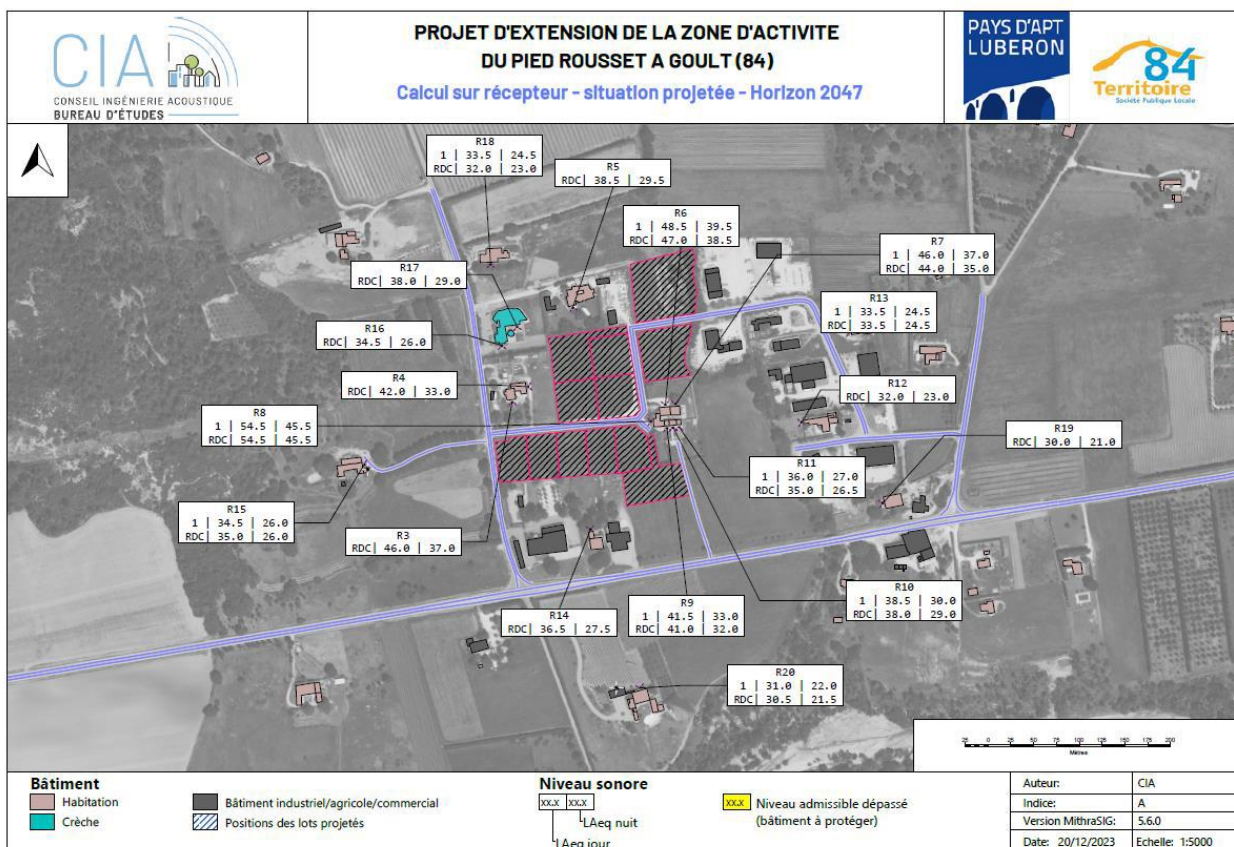 CIA
CONSEIL INGÉNIERIE ACOUSTIQUE
BUREAU D'ÉTUDES
PROJET D'EXTENSION DE LA ZONE D'ACTIVITE
DU PIED ROUSSET A GOULT (84)
Calcul sur récepteur - situation projetée - Horizon 2047
PAYS D'APT
LUBERON
84
Territoire
Société Publique Locale
R18
1 | 33.5 | 24.5
RDC| 32.0 | 23.0
R5
RDC| 38.5 | 29.5
R6
1 | 48.5 | 39.5
RDC| 47.0 | 38.5
R7
1 | 46.0 | 37.0
RDC| 44.0 | 35.0
R17
RDC| 38.0 | 29.0
R13
1 | 33.5 | 24.5
RDC| 33.5 | 24.5
R16
RDC| 34.5 | 26.0
R4
RDC| 42.0 | 33.0
R12
RDC| 32.0 | 23.0
R8
1 | 54.5 | 45.5
RDC| 54.5 | 45.5
R19
RDC| 30.0 | 21.0
R11
1 | 36.0 | 27.0
RDC| 35.0 | 26.5
R15
1 | 34.5 | 26.0
RDC| 35.0 | 26.0
R3
RDC| 46.0 | 37.0
R10
1 | 38.5 | 30.0
RDC| 38.0 | 29.0
R14
RDC| 36.5 | 27.5
R9
1 | 41.5 | 33.0
RDC| 41.0 | 32.0
R20
1 | 31.0 | 22.0
RDC| 30.5 | 21.5
25 0 25 50 75 100 125 150 175 200
Mètres
Bâtiment
Habitation
Crèche
Bâtiment industriel/agricole/commercial
Positions des lots projetés
Niveau sonore
xx.x xx.x
LAeq nuit
LAeq jour
xx.x Niveau admissible dépassé
(bâtiment à protéger)
Auteur: CIA
Indice: A
Version MithraSIG: 5.6.0
Date: 20/12/2023 Echelle: 1:5000